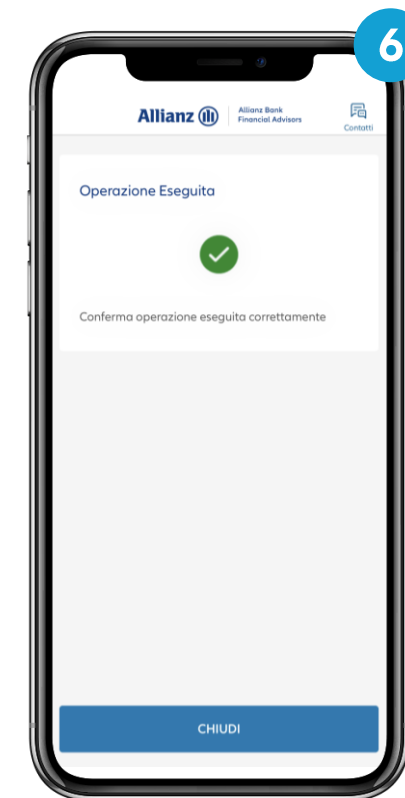 6
Allianz
Allianz Bank
Financial Advisors
Contatti
Operazione Eseguita
Conferma operazione eseguita correttamente
CHIUDI